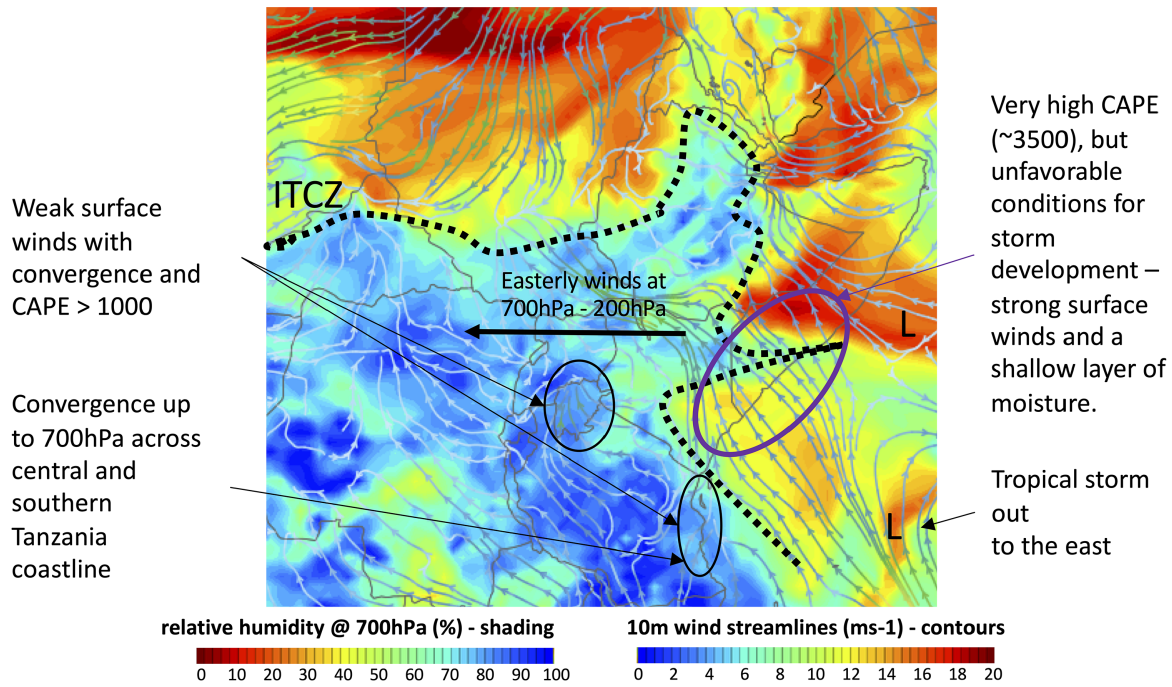 Weak surface
winds with
convergence and
CAPE > 1000
Convergence up
to 700hPa across
central and
southern
Tanzania
coastline
ITCZ
Easterly winds at
700hPa - 200hPa
L
L
Very high CAPE
(~3500), but
unfavorable
conditions for
storm
development –
strong surface
winds and a
shallow layer of
moisture.
Tropical storm
out
to the east
relative humidity @ 700hPa (%) - shading
0 10 20 30 40 50 60 70 80 90 100
10m wind streamlines (ms-1) - contours
0 2 4 6 8 10 12 14 16 18 20